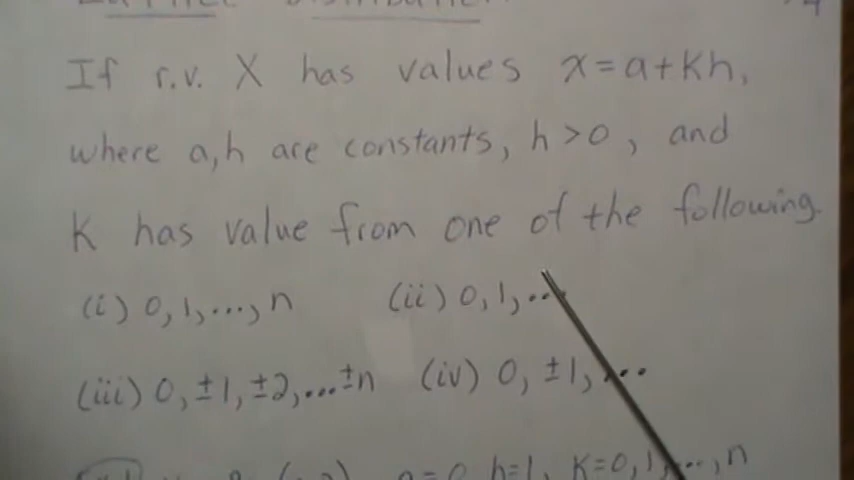 If r.v. X has values x=a+kh,
where a,h are constants, h>0, and
K has value from one of the following.
(i) 0,1,...,n (ii) 0,1,...
(iii) 0,±1,±2,...±n (iv) 0,±1,...
a=0 h=1, K=0,1,...,n